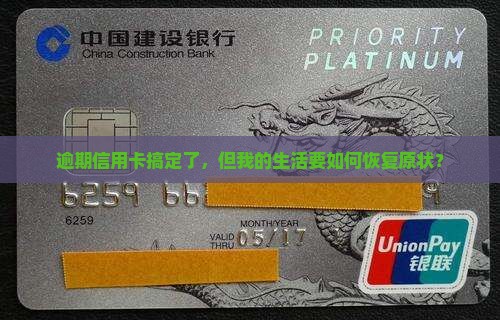 中国建设银行
China Construction Bank
PRIORITY
PLATINUM
逾期信用卡搞定了，但我的生活要如何恢复原状？
6259 66 9
6259
MONTH/YEAR
VALID THRU 05/17
UnionPay
银联